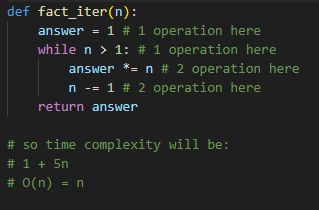 def fact_iter(n):
    answer = 1 # 1 operation here
    while n > 1: # 1 operation here
        answer *= n # 2 operation here
        n -= 1 # 2 operation here
    return answer

# so time complexity will be:
# 1 + 5n
# O(n) = n